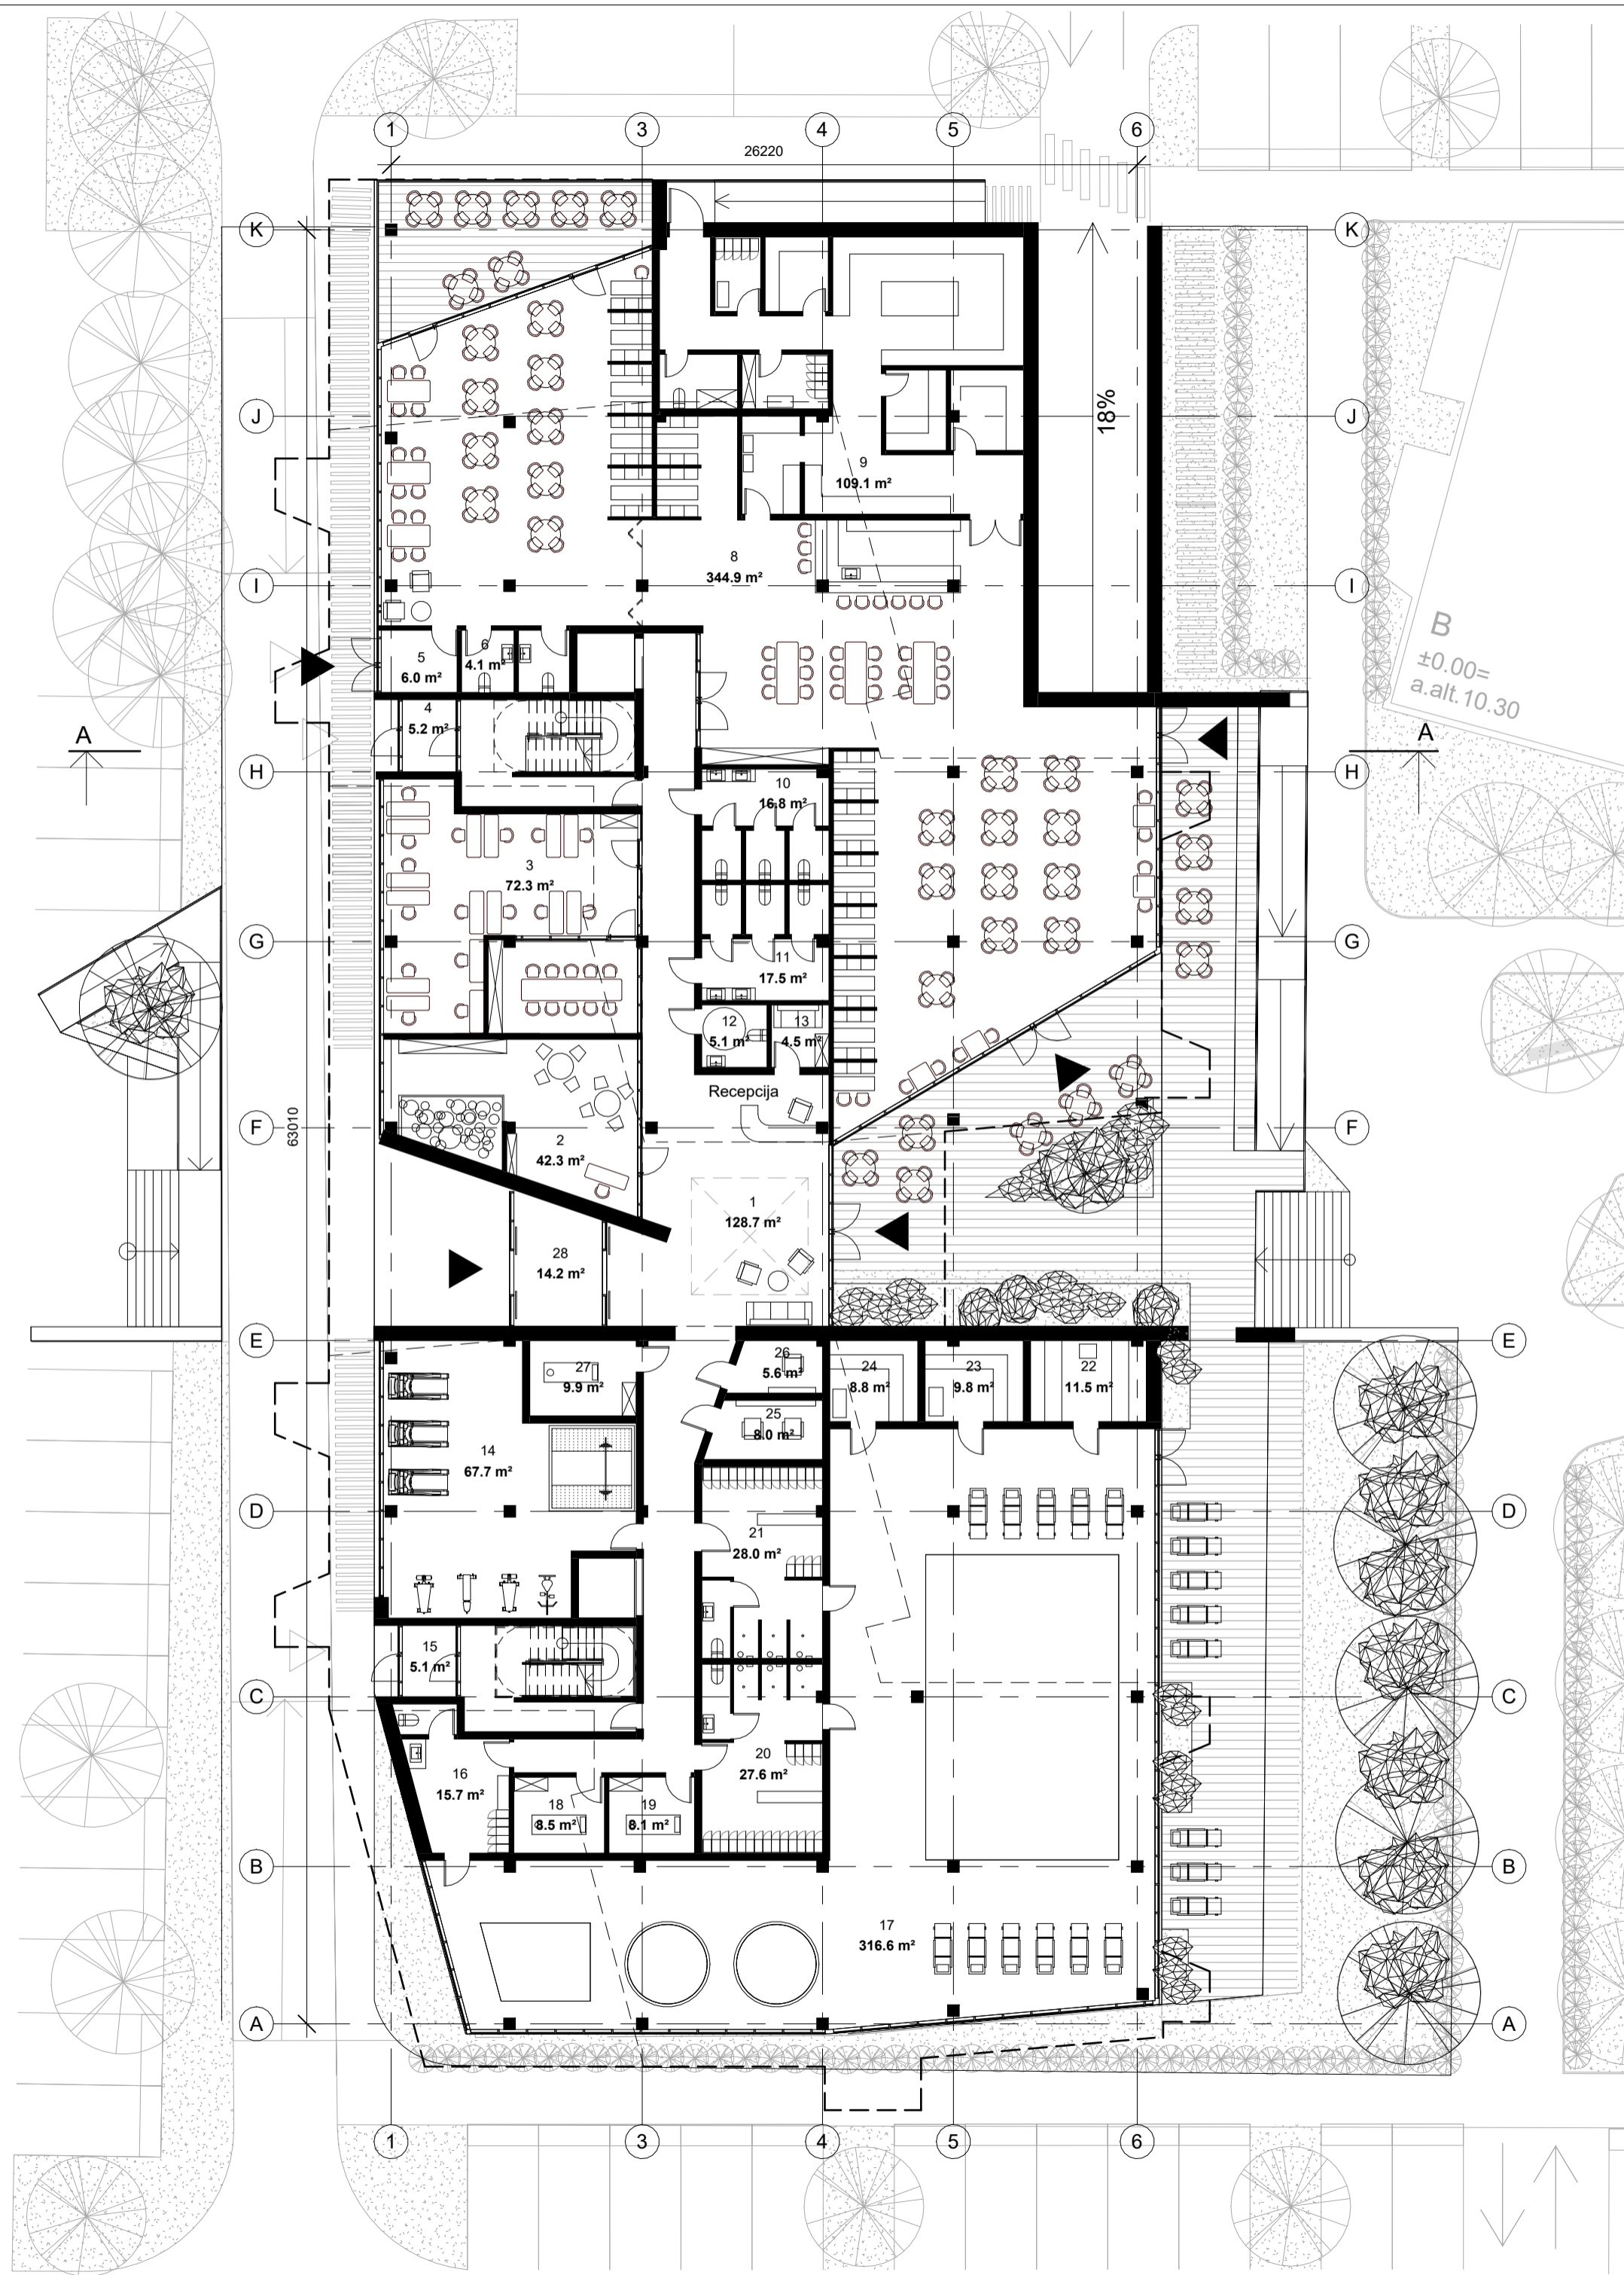 1 3 4 5 6
26220
K K
18%
J J
9
109.1 m²
8
344.9 m²
I I
B
±0.00=
a.alt.10.30
6
4.1 m²
5
6.0 m²
4
5.2 m²
A A
H H
10
16.8 m²
3
72.3 m²
G G
11
17.5 m²
12
5.1 m²
13
4.5 m²
Recepcija
F F
63010
2
42.3 m²
1
128.7 m²
28
14.2 m²
E E
26
5.6 m²
27
9.9 m²
24
8.8 m²
23
9.8 m²
22
11.5 m²
25
8.0 m²
14
67.7 m²
D D
21
28.0 m²
15
5.1 m²
C C
20
27.6 m²
16
15.7 m²
18
8.5 m²
19
8.1 m²
B B
17
316.6 m²
A A
1 3 4 5 6